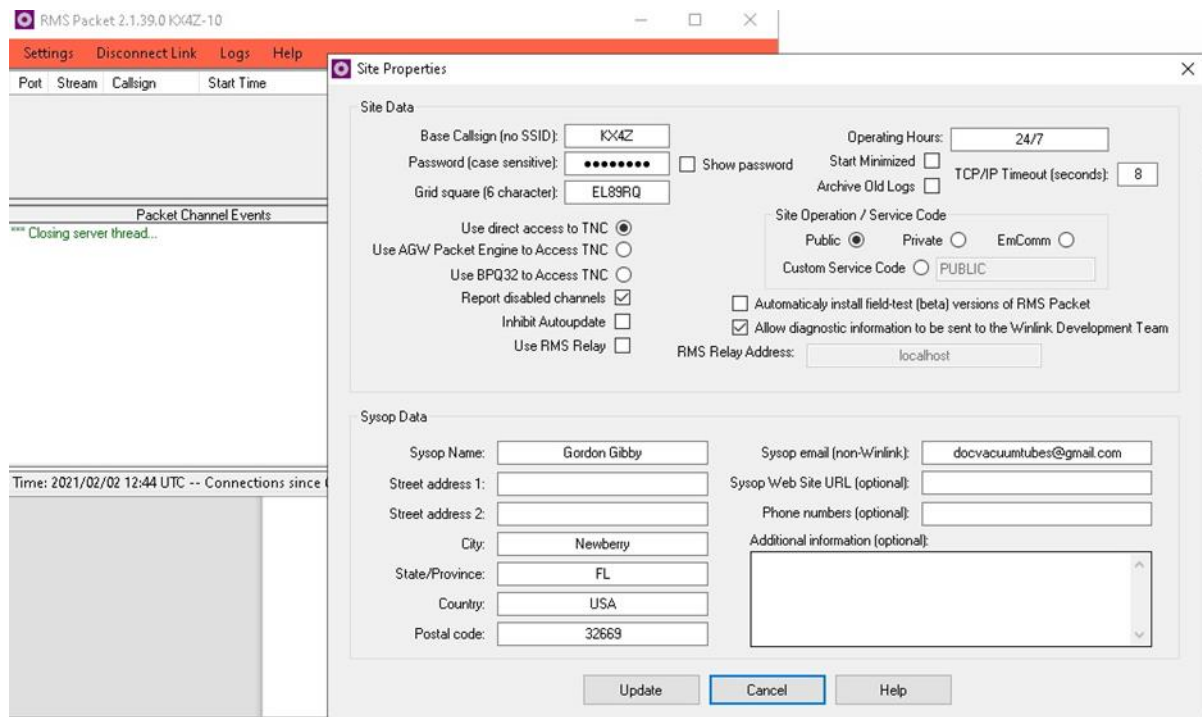 RMS Packet 2.1.39.0 KX4Z-10
Settings Disconnect Link Logs Help
Port Stream Callsign Start Time
Packet Channel Events
*** Closing server thread...
Time: 2021/02/02 12:44 UTC -- Connections since
Site Properties
Site Data
Base Callsign (no SSID): KX4Z
Password (case sensitive): ●●●●●●●● Show password
Grid square (6 character): EL89RQ
Use direct access to TNC
Use AGW Packet Engine to Access TNC
Use BPQ32 to Access TNC
Report disabled channels
Inhibit Autoupdate
Use RMS Relay
Operating Hours: 24/7
Start Minimized
Archive Old Logs
TCP/IP Timeout (seconds): 8
Site Operation / Service Code
Public Private EmComm
Custom Service Code PUBLIC
Automaticaly install field-test (beta) versions of RMS Packet
Allow diagnostic information to be sent to the Winlink Development Team
RMS Relay Address: localhost
Sysop Data
Sysop Name: Gordon Gibby
Street address 1:
Street address 2:
City: Newberry
State/Province: FL
Country: USA
Postal code: 32669
Sysop email (non-Winlink): docvacuumtubes@gmail.com
Sysop Web Site URL (optional):
Phone numbers (optional):
Additional information (optional):
Update Cancel Help